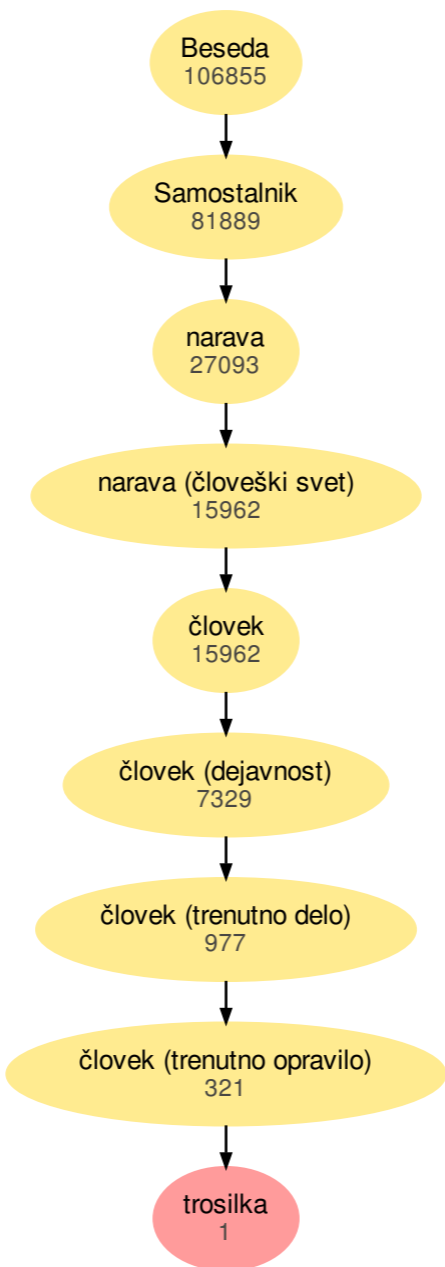 Beseda
106855
Samostalnik
81889
narava
27093
narava (človeški svet)
15962
človek
15962
človek (dejavnost)
7329
človek (trenutno delo)
977
človek (trenutno opravilo)
321
trosilka
1